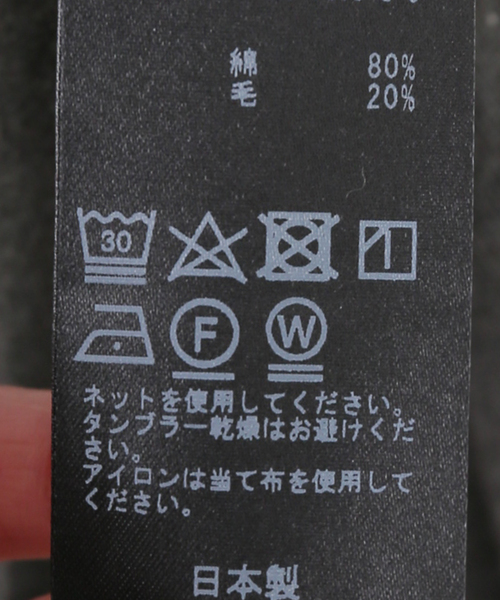 綿 80%
毛 20%
30
F W
ネットを使用してください。
タンブラー乾燥はお避けくだ
さい。
アイロンは当て布を使用して
ください。
日本製